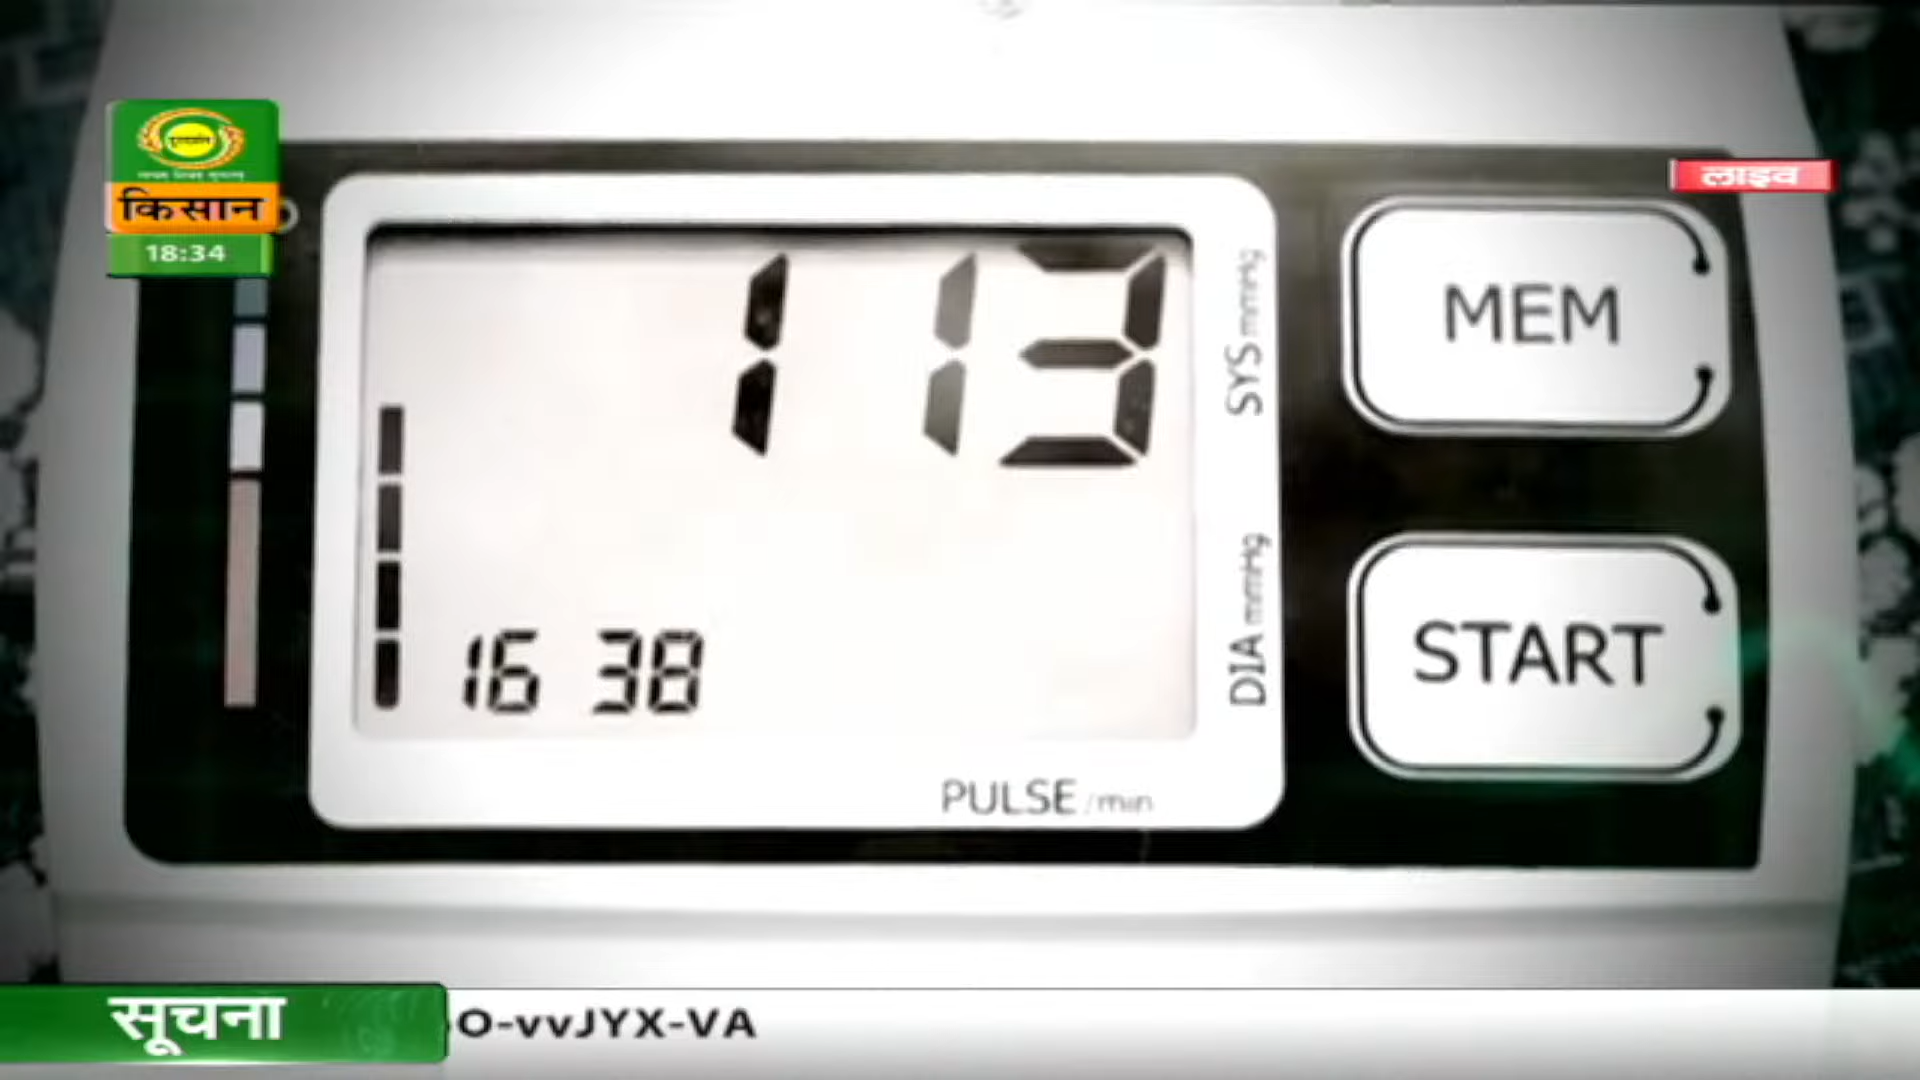 किसान
18:34
लाइव
113
SYS mmHg
MEM
DIA mmHg
START
16 38
PULSE /min
सूचना
O-vvJYX-VA